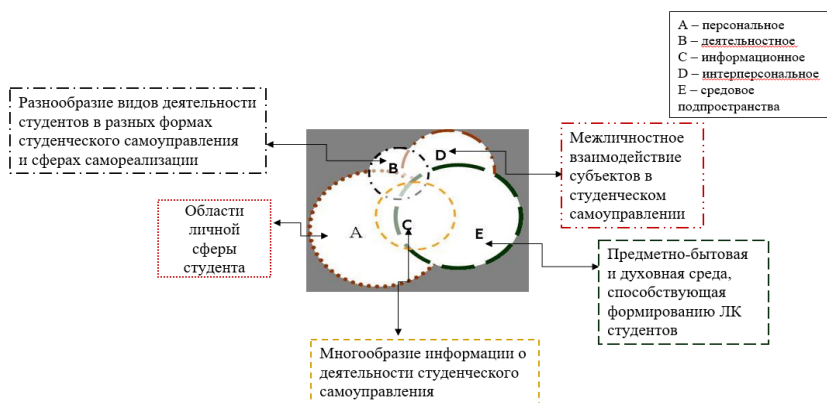 А – персональное
В – деятельностное
С – информационное
D – интерперсональное
Е – средовое
подпространства
Разнообразие видов деятельности
студентов в разных формах
студенческого самоуправления
и сферах самореализации
Межличностное
взаимодействие
субъектов в
студенческом
самоуправлении
D
B
Области
личной
сферы
студента
A
C
E
Предметно-бытовая
и духовная среда,
способствующая
формированию ЛК
студентов
Многообразие информации о
деятельности студенческого
самоуправления